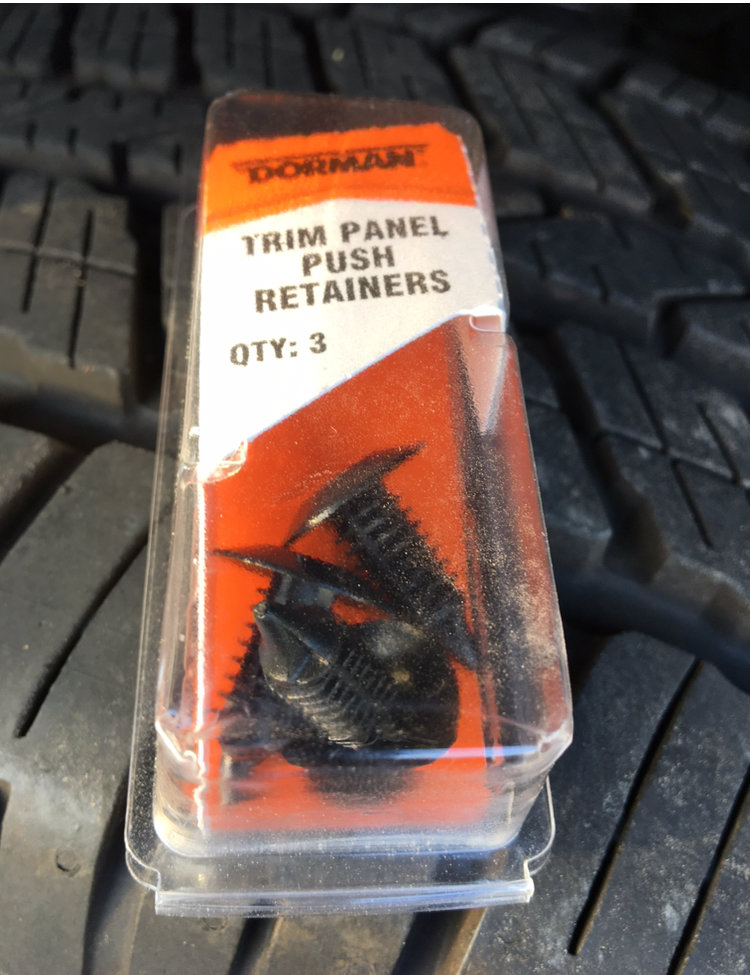 DORMAN
TRIM PANEL
PUSH
RETAINERS
QTY: 3